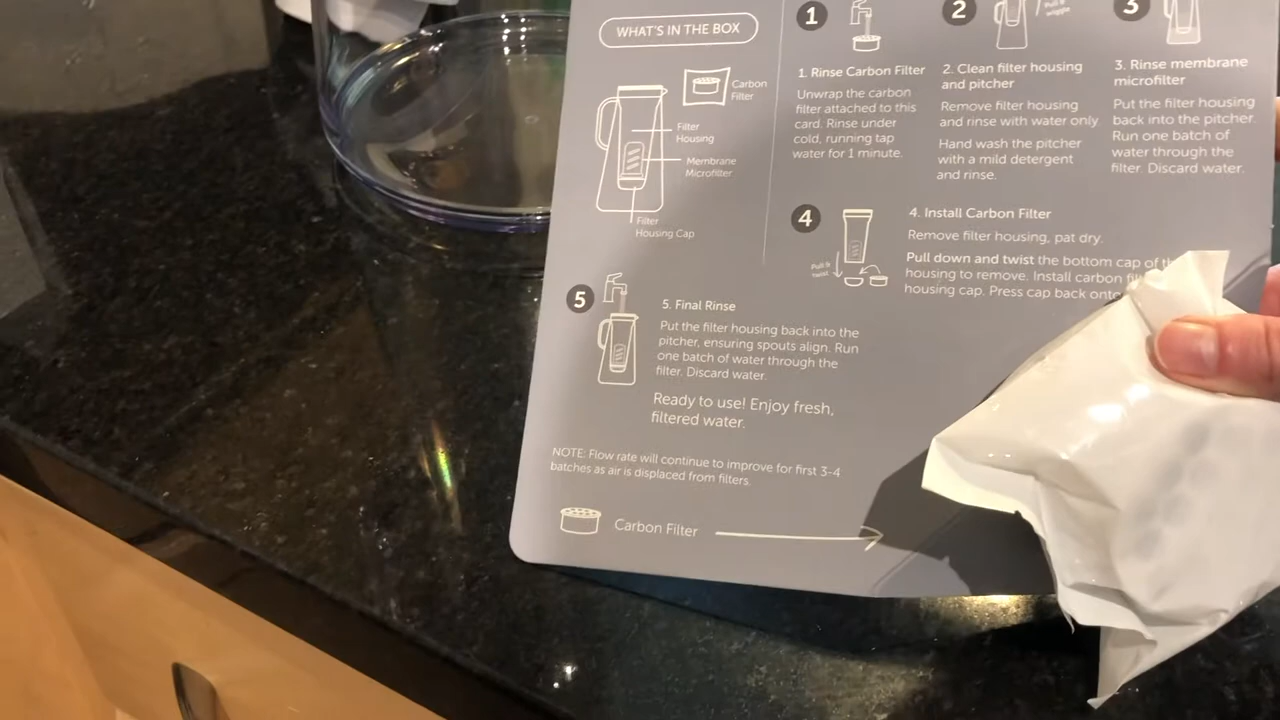 WHAT'S IN THE BOX
Carbon
Filter
Filter
Housing
Membrane
Microfilter
Filter
Housing Cap
1
1. Rinse Carbon Filter
Unwrap the carbon
filter attached to this
card. Rinse under
cold, running tap
water for 1 minute.
2
Pull &
wiggle
2. Clean filter housing
and pitcher
Remove filter housing
and rinse with water only
Hand wash the pitcher
with a mild detergent
and rinse.
3
3. Rinse membrane
microfilter
Put the filter housing
back into the pitcher.
Run one batch of
water through the
filter. Discard water.
4
Pull &
twist
4. Install Carbon Filter
Remove filter housing, pat dry.
Pull down and twist the bottom cap of
housing to remove. Install carbon
housing cap. Press cap back onto
5
5. Final Rinse
Put the filter housing back into the
pitcher, ensuring spouts align. Run
one batch of water through the
filter. Discard water.
Ready to use! Enjoy fresh,
filtered water.
NOTE: Flow rate will continue to improve for first 3-4
batches as air is displaced from filters.
Carbon Filter